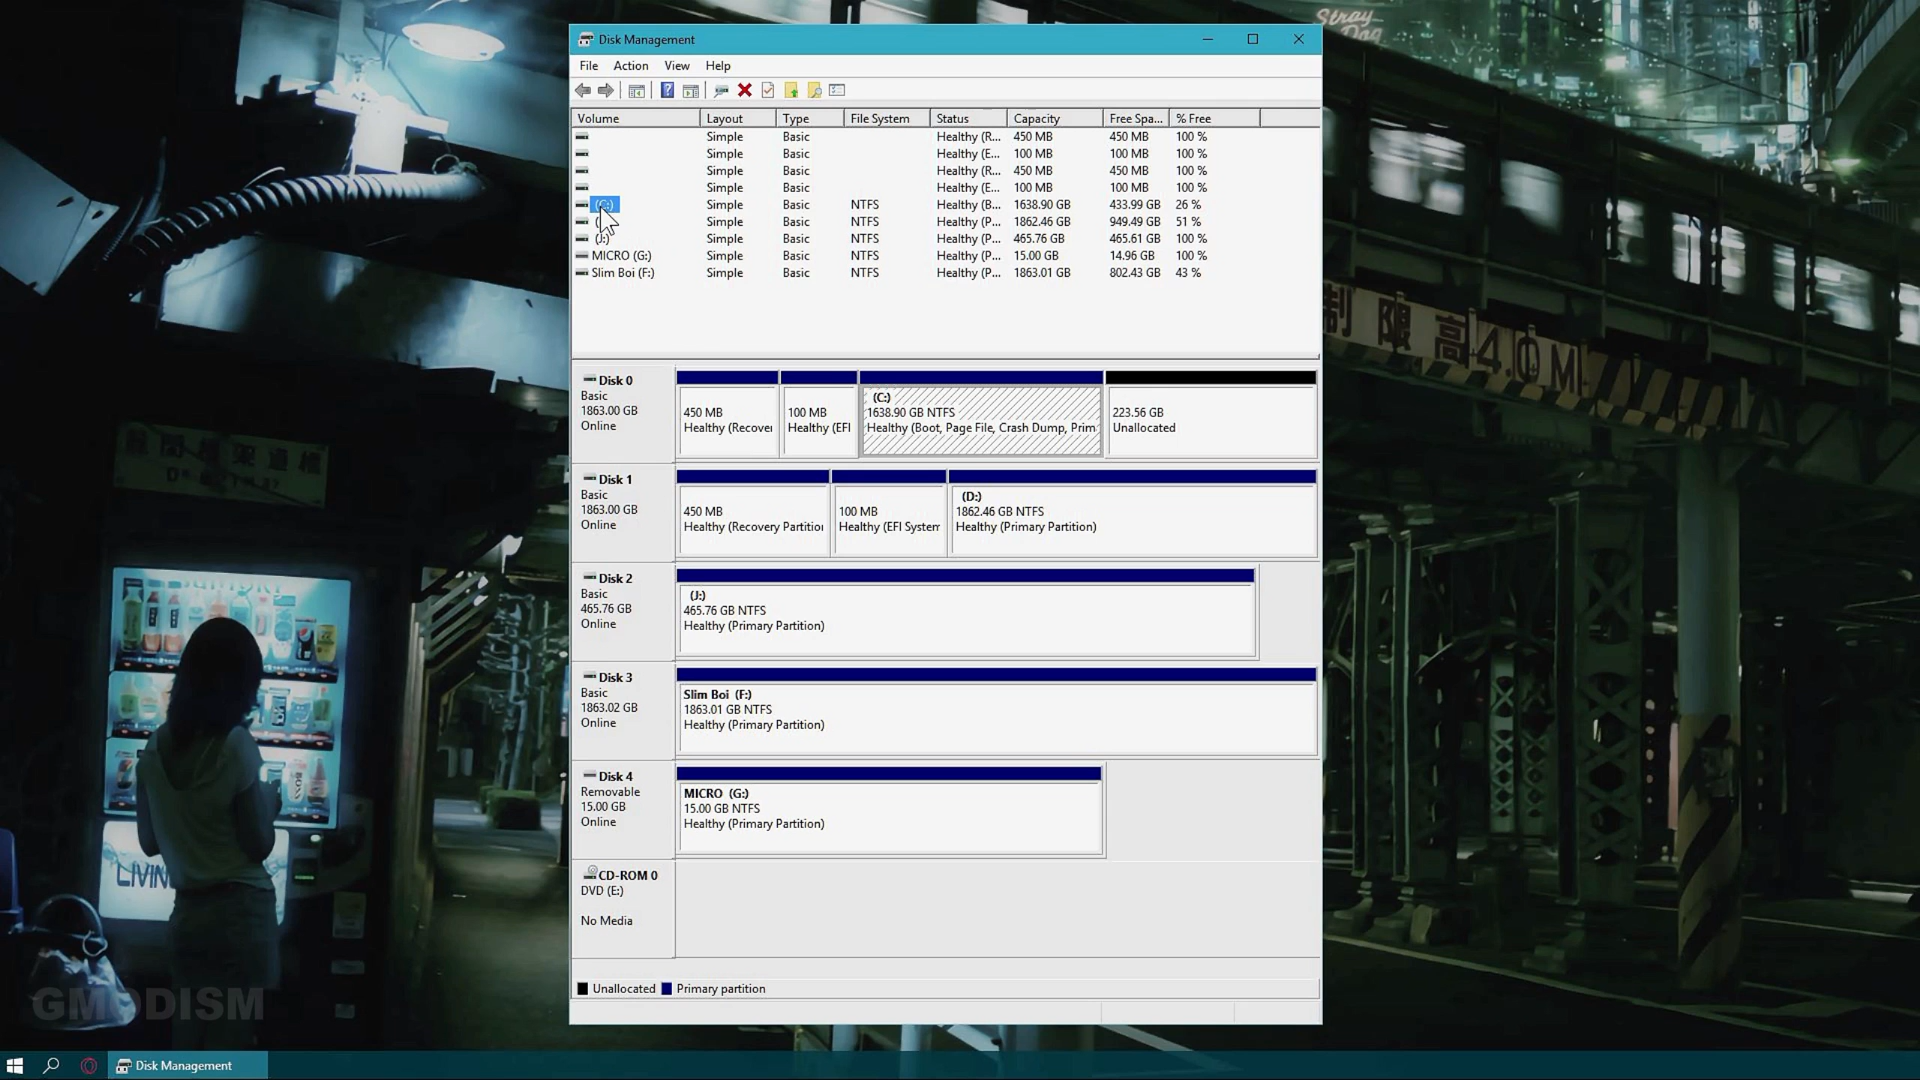 Stray
Dog
Disk Management
File Action View Help
Volume Layout Type File System Status Capacity Free Spa... % Free
Simple Basic Healthy (R... 450 MB 450 MB 100 %
Simple Basic Healthy (E... 100 MB 100 MB 100 %
Simple Basic Healthy (R... 450 MB 450 MB 100 %
Simple Basic Healthy (E... 100 MB 100 MB 100 %
(C:) Simple Basic NTFS Healthy (B... 1638.90 GB 433.99 GB 26 %
Simple Basic NTFS Healthy (P... 1862.46 GB 949.49 GB 51 %
(J:) Simple Basic NTFS Healthy (P... 465.76 GB 465.61 GB 100 %
MICRO (G:) Simple Basic NTFS Healthy (P... 15.00 GB 14.96 GB 100 %
Slim Boi (F:) Simple Basic NTFS Healthy (P... 1863.01 GB 802.43 GB 43 %
制限高4.0M
Disk 0
Basic
1863.00 GB
Online
450 MB
Healthy (Recover
100 MB
Healthy (EFI
(C:)
1638.90 GB NTFS
Healthy (Boot, Page File, Crash Dump, Prim
223.56 GB
Unallocated
Disk 1
Basic
1863.00 GB
Online
450 MB
Healthy (Recovery Partitior
100 MB
Healthy (EFI System
(D:)
1862.46 GB NTFS
Healthy (Primary Partition)
Disk 2
Basic
465.76 GB
Online
(J:)
465.76 GB NTFS
Healthy (Primary Partition)
Disk 3
Basic
1863.02 GB
Online
Slim Boi (F:)
1863.01 GB NTFS
Healthy (Primary Partition)
Disk 4
Removable
15.00 GB
Online
MICRO (G:)
15.00 GB NTFS
Healthy (Primary Partition)
CD-ROM 0
DVD (E:)
No Media
Unallocated Primary partition
LIVIN
GMODISM
Disk Management